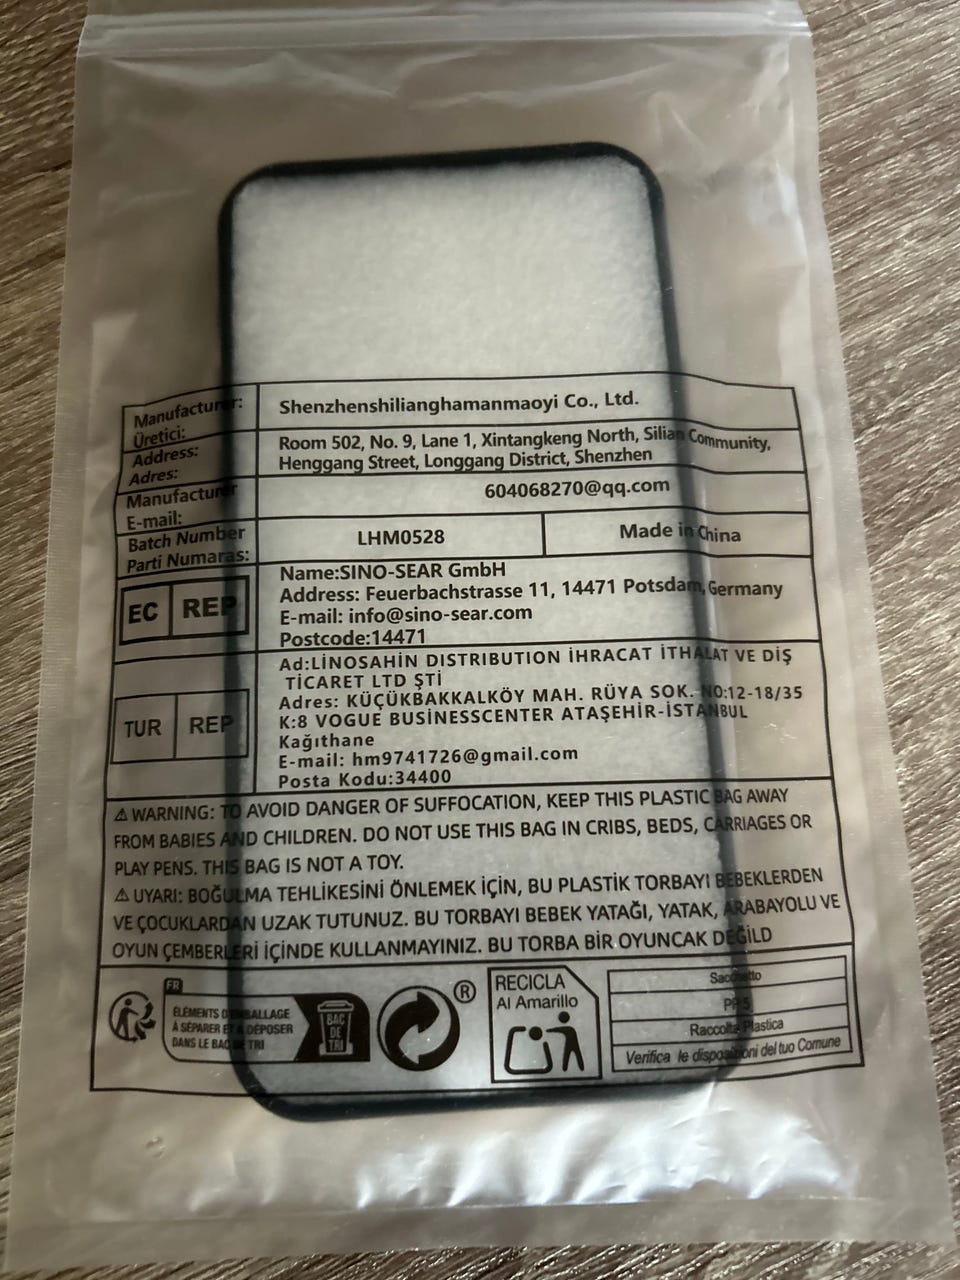 Manufacturer:
Üretici:
Shenzhenshilianghamanmaoyi Co., Ltd.
Address:
Adres:
Room 502, No. 9, Lane 1, Xintangkeng North, Silian Community,
Henggang Street, Longgang District, Shenzhen
Manufacturer
E-mail:
604068270@qq.com
Batch Number
Parti Numaras:
LHM0528
Made in China
EC REP
Name:SINO-SEAR GmbH
Address: Feuerbachstrasse 11, 14471 Potsdam, Germany
E-mail: info@sino-sear.com
Postcode:14471
TUR REP
Ad:LİNOSAHİN DISTRIBUTION İHRACAT İTHALAT VE DİŞ
TİCARET LTD ŞTİ
Adres: KÜÇÜKBAKKALKÖY MAH. RÜYA SOK. NO:12-18/35
K:8 VOGUE BUSİNESSCENTER ATAŞEHİR-İSTANBUL
Kağıthane
E-mail: hm9741726@gmail.com
Posta Kodu:34400
⚠ WARNING: TO AVOID DANGER OF SUFFOCATION, KEEP THIS PLASTIC BAG AWAY
FROM BABIES AND CHILDREN. DO NOT USE THIS BAG IN CRIBS, BEDS, CARRIAGES OR
PLAY PENS. THIS BAG IS NOT A TOY.
⚠ UYARI: BOĞULMA TEHLİKESİNİ ÖNLEMEK İÇİN, BU PLASTİK TORBAYI BEBEKLERDEN
VE ÇOCUKLARDAN UZAK TUTUNUZ. BU TORBAYI BEBEK YATAĞI, YATAK, ARABAYOLU VE
OYUN ÇEMBERLERİ İÇİNDE KULLANMAYINIZ. BU TORBA BİR OYUNCAK DEĞİLD
FR
ÉLÉMENTS D'EMBALLAGE
À SÉPARER ET À DÉPOSER
DANS LE BAC DE TRI
BAC
DE
TRI
®
RECICLA
Al Amarillo
Sacchetto
PP 5
Raccolta Plastica
Verifica le disposizioni del tuo Comune